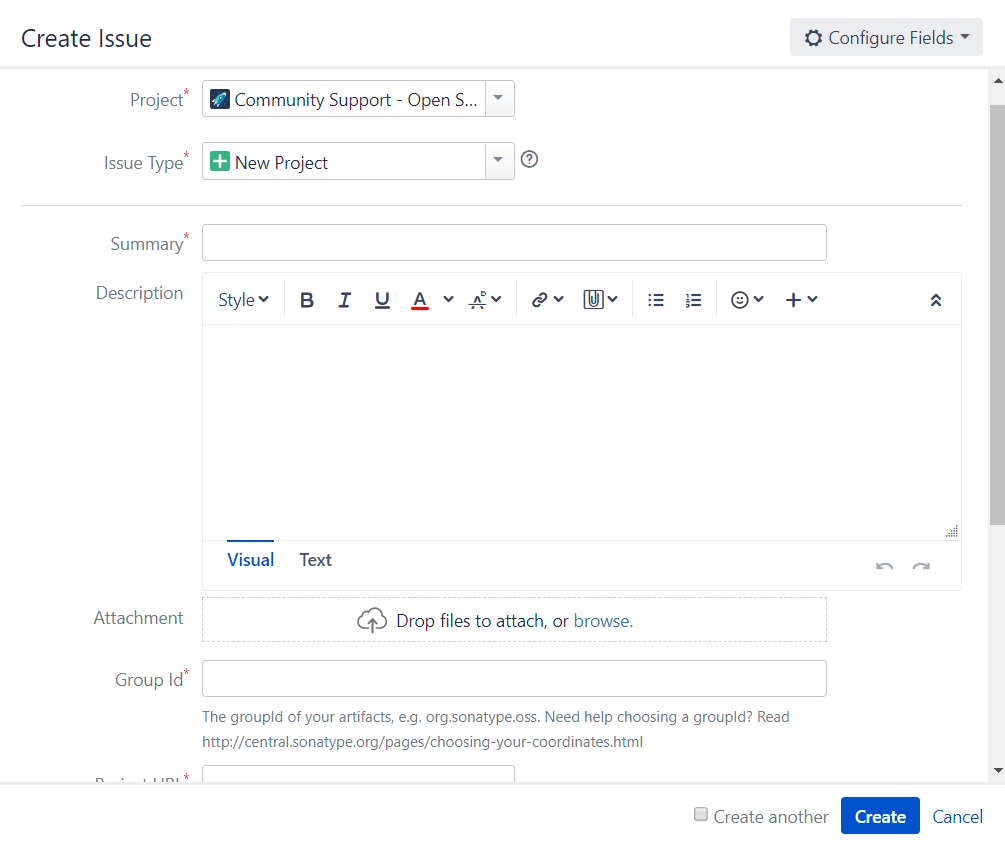 Create Issue
Configure Fields
Project*
Community Support - Open S...
Issue Type*
New Project
Summary*
Description
Style
B I U A
Visual Text
Attachment
Drop files to attach, or browse.
Group Id*
The groupId of your artifacts, e.g. org.sonatype.oss. Need help choosing a groupId? Read
http://central.sonatype.org/pages/choosing-your-coordinates.html
Create another
Create
Cancel